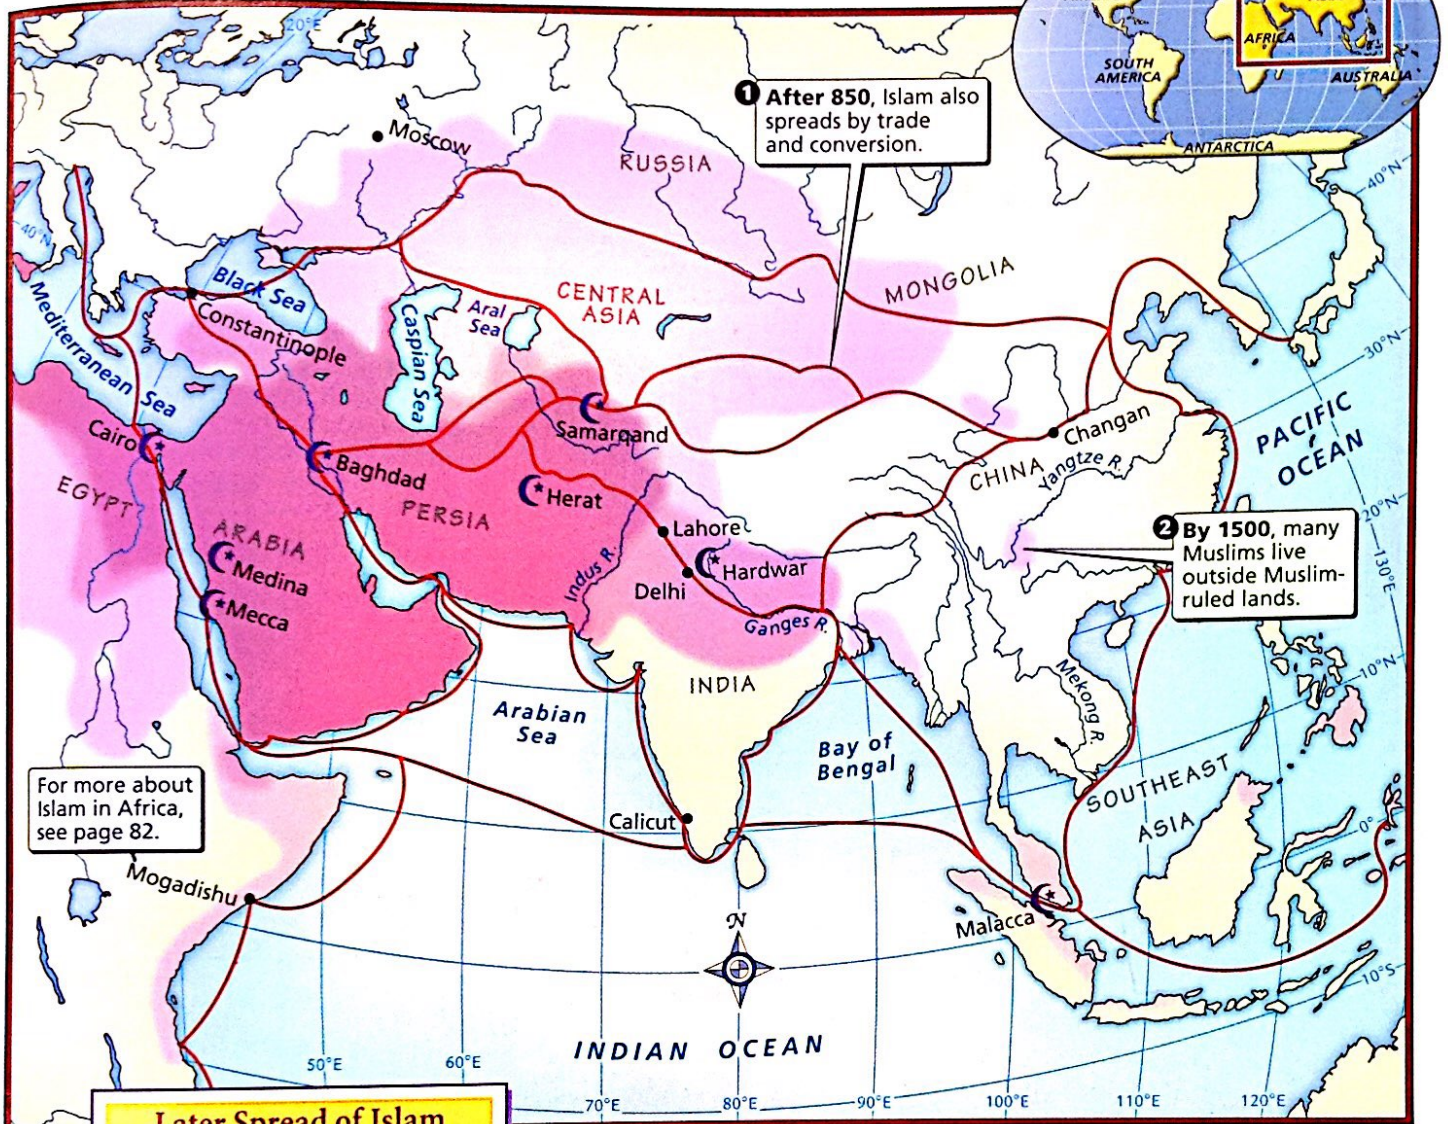 20°E
AFRICA
SOUTH
AMERICA
AUSTRALIA
ANTARCTICA
❶ After 850, Islam also
spreads by trade
and conversion.
Moscow
RUSSIA
40°N
40°N
MONGOLIA
Black Sea
CENTRAL
ASIA
Aral
Sea
Caspian Sea
Constantinople
Mediterranean Sea
30°N
PACIFIC
OCEAN
Samarqand
Changan
Cairo
Baghdad
CHINA
Yangtze R.
EGYPT
PERSIA
Herat
20°N
ARABIA
Lahore
❷ By 1500, many
Muslims live
outside Muslim-
ruled lands.
Medina
Indus R.
Hardwar
Delhi
130°E
Mecca
Ganges R.
10°N
INDIA
Mekong R.
Arabian
Sea
Bay of
Bengal
SOUTHEAST
ASIA
For more about
Islam in Africa,
see page 82.
Calicut
0°
Mogadishu
N
Malacca
10°S
INDIAN OCEAN
50°E
60°E
70°E
80°E
90°E
100°E
110°E
120°E
Later Spread of Islam